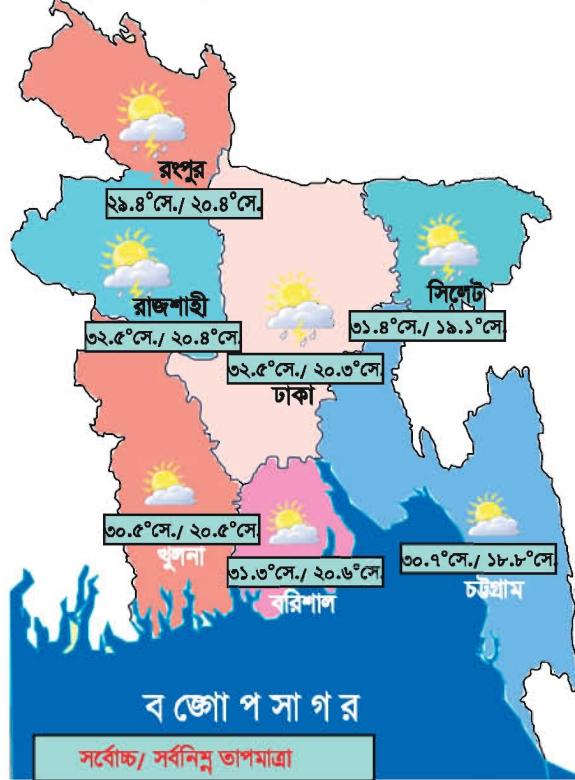 রংপুর
২৯.৪°সে./ ২০.৪°সে.
রাজশাহী
৩২.৫°সে./ ২০.৪°সে.
সিলেট
৩১.৪°সে./ ১৯.১°সে.
৩২.৫°সে./ ২০.৩°সে.
ঢাকা
৩০.৫°সে./ ২০.৫°সে.
খুলনা
৩১.৩°সে./ ২০.৬°সে.
বরিশাল
৩০.৭°সে./ ১৮.৮°সে.
চট্টগ্রাম
ব ঙ্গো প সা গ র
সর্বোচ্চ/ সর্বনিম্ন তাপমাত্রা